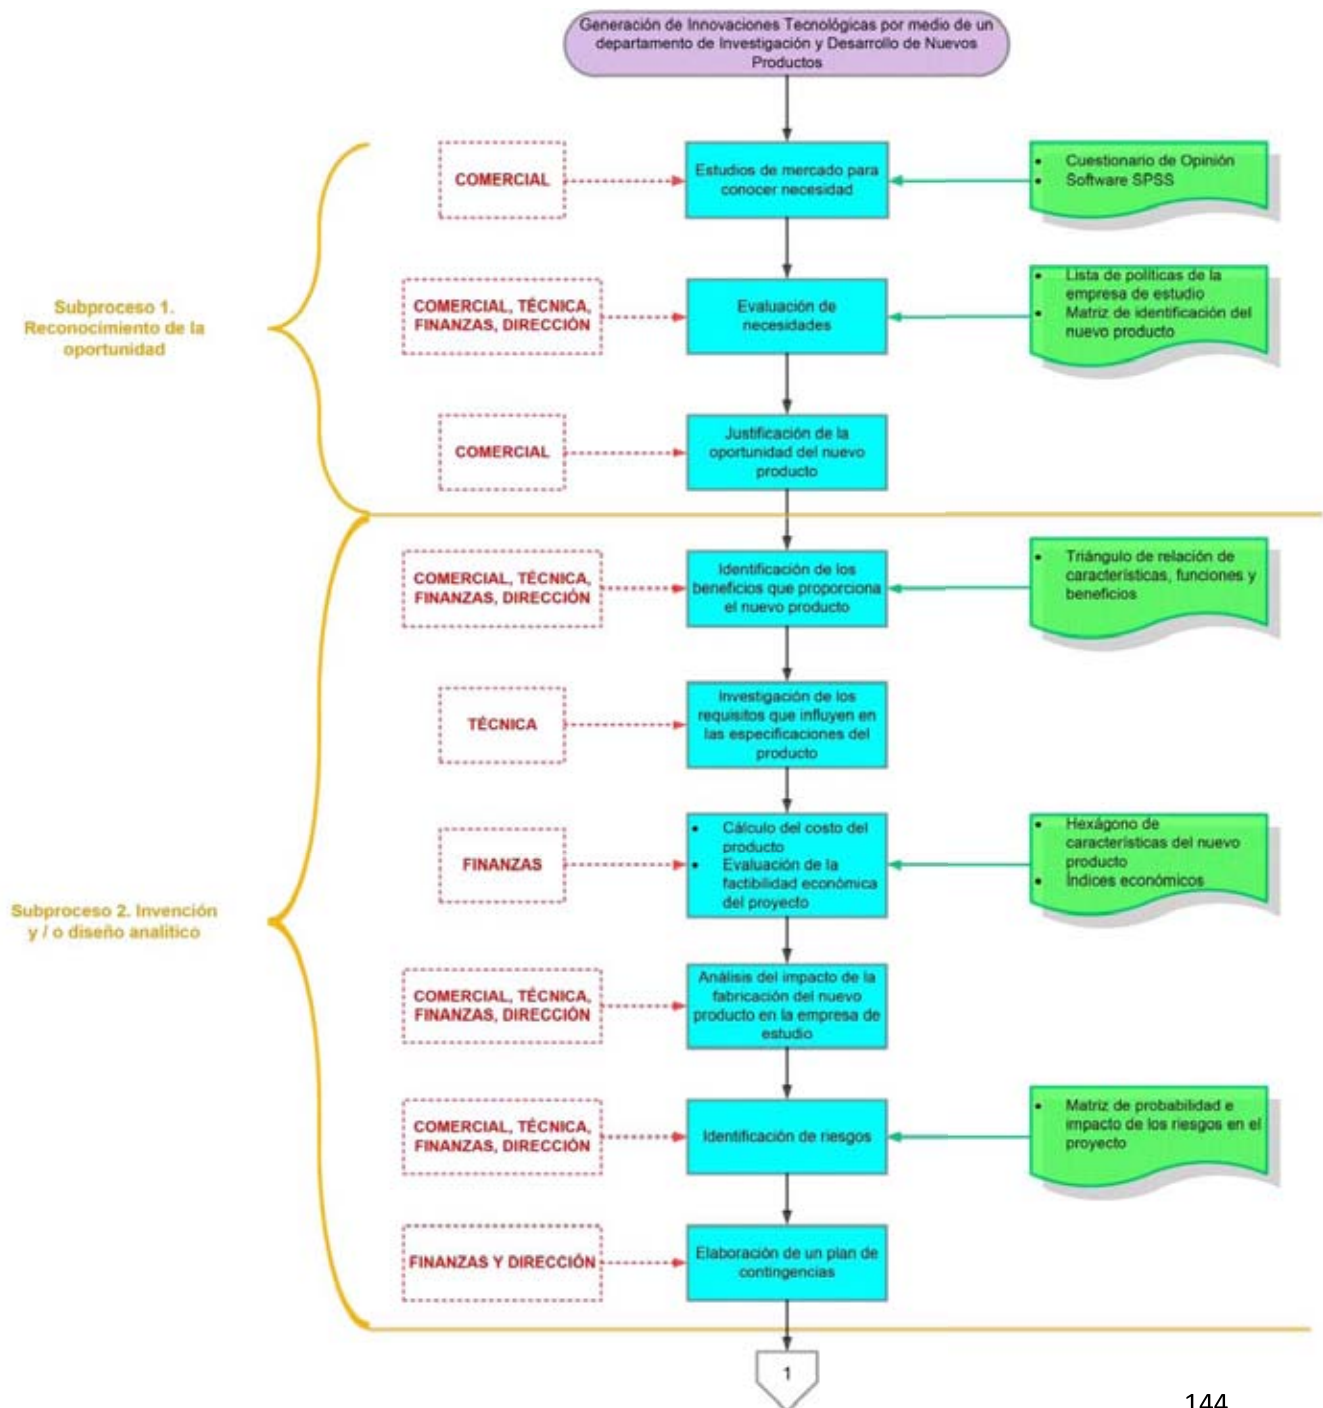 Generación de Innovaciones Tecnológicas por medio de un
departamento de Investigación y Desarrollo de Nuevos
Productos
COMERCIAL
Estudios de mercado para
conocer necesidad
• Cuestionario de Opinión
• Software SPSS
Subproceso 1.
Reconocimiento de la
oportunidad
COMERCIAL, TÉCNICA,
FINANZAS, DIRECCIÓN
Evaluación de
necesidades
• Lista de políticas de la
empresa de estudio
• Matriz de identificación del
nuevo producto
COMERCIAL
Justificación de la
oportunidad del nuevo
producto
COMERCIAL, TÉCNICA,
FINANZAS, DIRECCIÓN
Identificación de los
beneficios que proporciona
el nuevo producto
• Triángulo de relación de
características, funciones y
beneficios
TÉCNICA
Investigación de los
requisitos que influyen en
las especificaciones del
producto
FINANZAS
• Cálculo del costo del
producto
• Evaluación de la
factibilidad económica
del proyecto
• Hexágono de
características del nuevo
producto
• Índices económicos
Subproceso 2. Invención
y / o diseño analítico
COMERCIAL, TÉCNICA,
FINANZAS, DIRECCIÓN
Análisis del impacto de la
fabricación del nuevo
producto en la empresa de
estudio
COMERCIAL, TÉCNICA,
FINANZAS, DIRECCIÓN
Identificación de riesgos
• Matriz de probabilidad e
impacto de los riesgos en el
proyecto
FINANZAS Y DIRECCIÓN
Elaboración de un plan de
contingencias
1
144